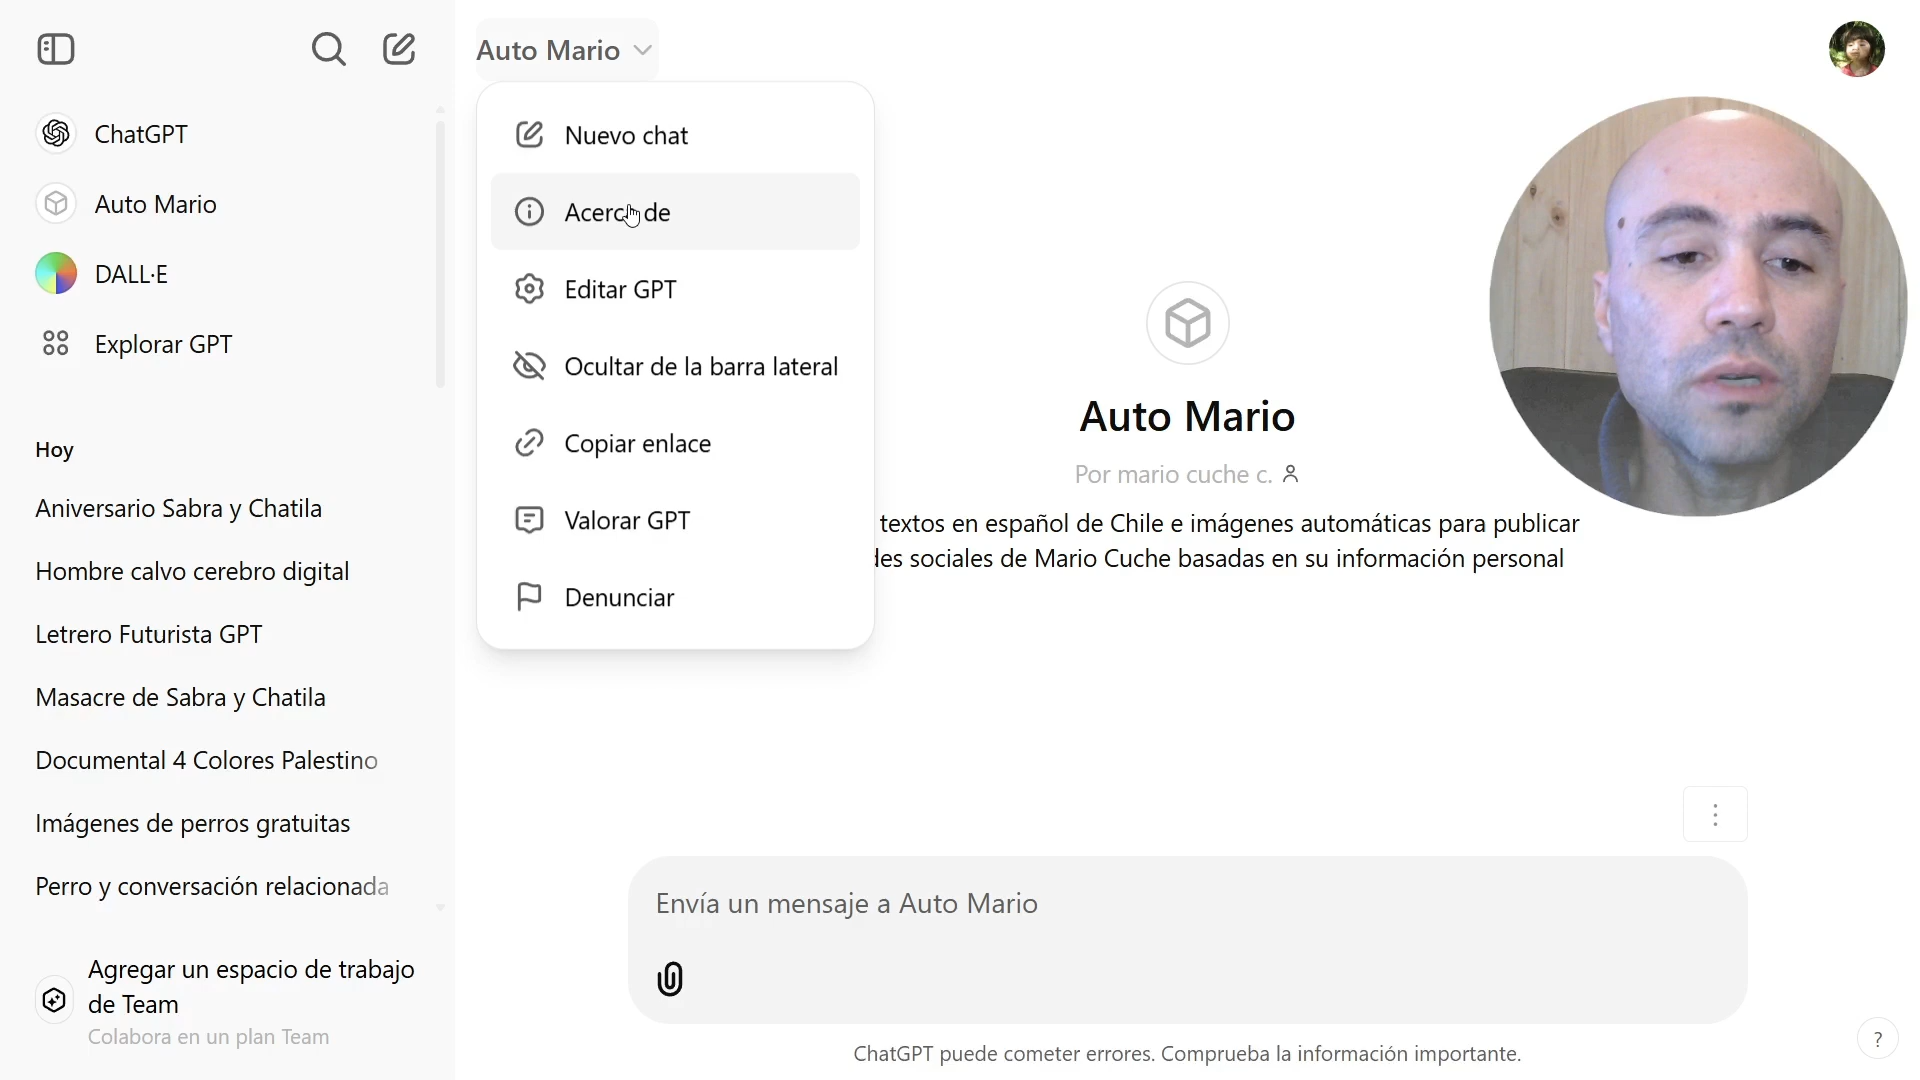 Auto Mario
ChatGPT
Auto Mario
DALL·E
Explorar GPT
Hoy
Aniversario Sabra y Chatila
Hombre calvo cerebro digital
Letrero Futurista GPT
Masacre de Sabra y Chatila
Documental 4 Colores Palestino
Imágenes de perros gratuitas
Perro y conversación relacionada
Agregar un espacio de trabajo
de Team
Colabora en un plan Team
Nuevo chat
Acerca de
Editar GPT
Ocultar de la barra lateral
Copiar enlace
Valorar GPT
Denunciar
Auto Mario
Por mario cuche c.
textos en español de Chile e imágenes automáticas para publicar
sociales de Mario Cuche basadas en su información personal
Envía un mensaje a Auto Mario
ChatGPT puede cometer errores. Comprueba la información importante.
?